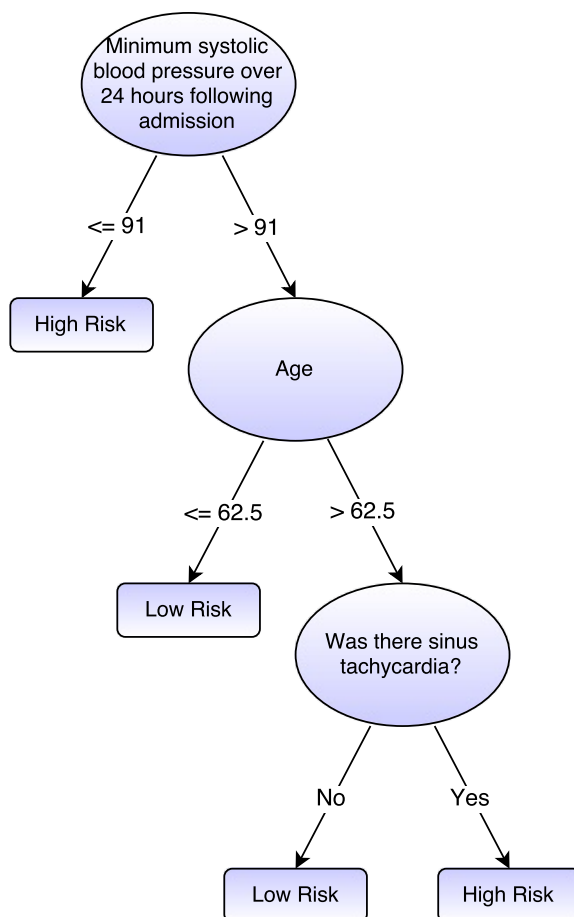 Minimum systolic
blood pressure over
24 hours following
admission
<= 91
> 91
High Risk
Age
<= 62.5
> 62.5
Low Risk
Was there sinus
tachycardia?
No
Yes
Low Risk
High Risk